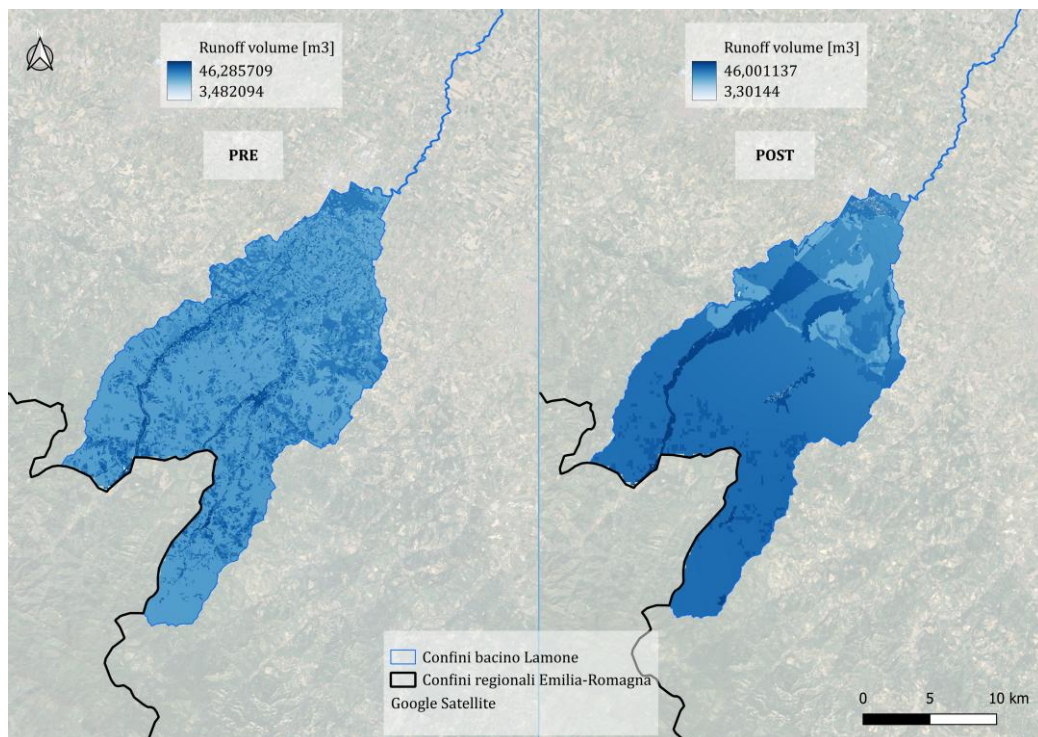 Runoff volume [m3]
46,285709
3,482094
PRE
Runoff volume [m3]
46,001137
3,30144
POST
Confini bacino Lamone
Confini regionali Emilia-Romagna
Google Satellite
0 5 10 km